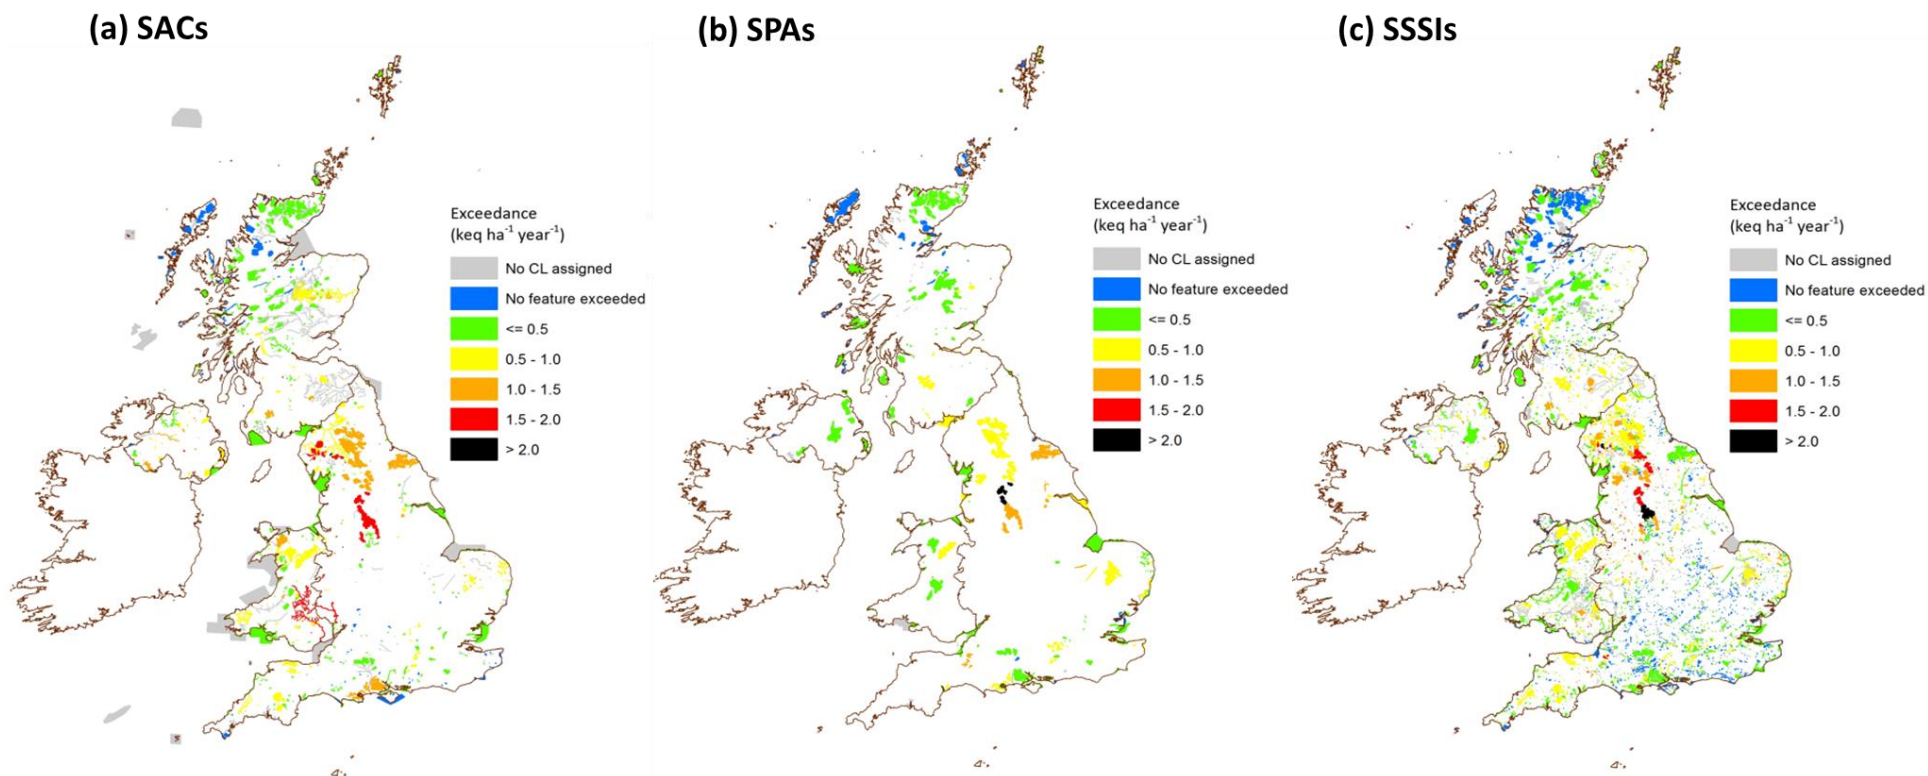 (a) SACs
(b) SPAs
(c) SSSIs
Exceedance
(keq ha⁻¹ year⁻¹)
No CL assigned
No feature exceeded
<= 0.5
0.5 - 1.0
1.0 - 1.5
1.5 - 2.0
> 2.0
Exceedance
(keq ha⁻¹ year⁻¹)
No CL assigned
No feature exceeded
<= 0.5
0.5 - 1.0
1.0 - 1.5
1.5 - 2.0
> 2.0
Exceedance
(keq ha⁻¹ year⁻¹)
No CL assigned
No feature exceeded
<= 0.5
0.5 - 1.0
1.0 - 1.5
1.5 - 2.0
> 2.0